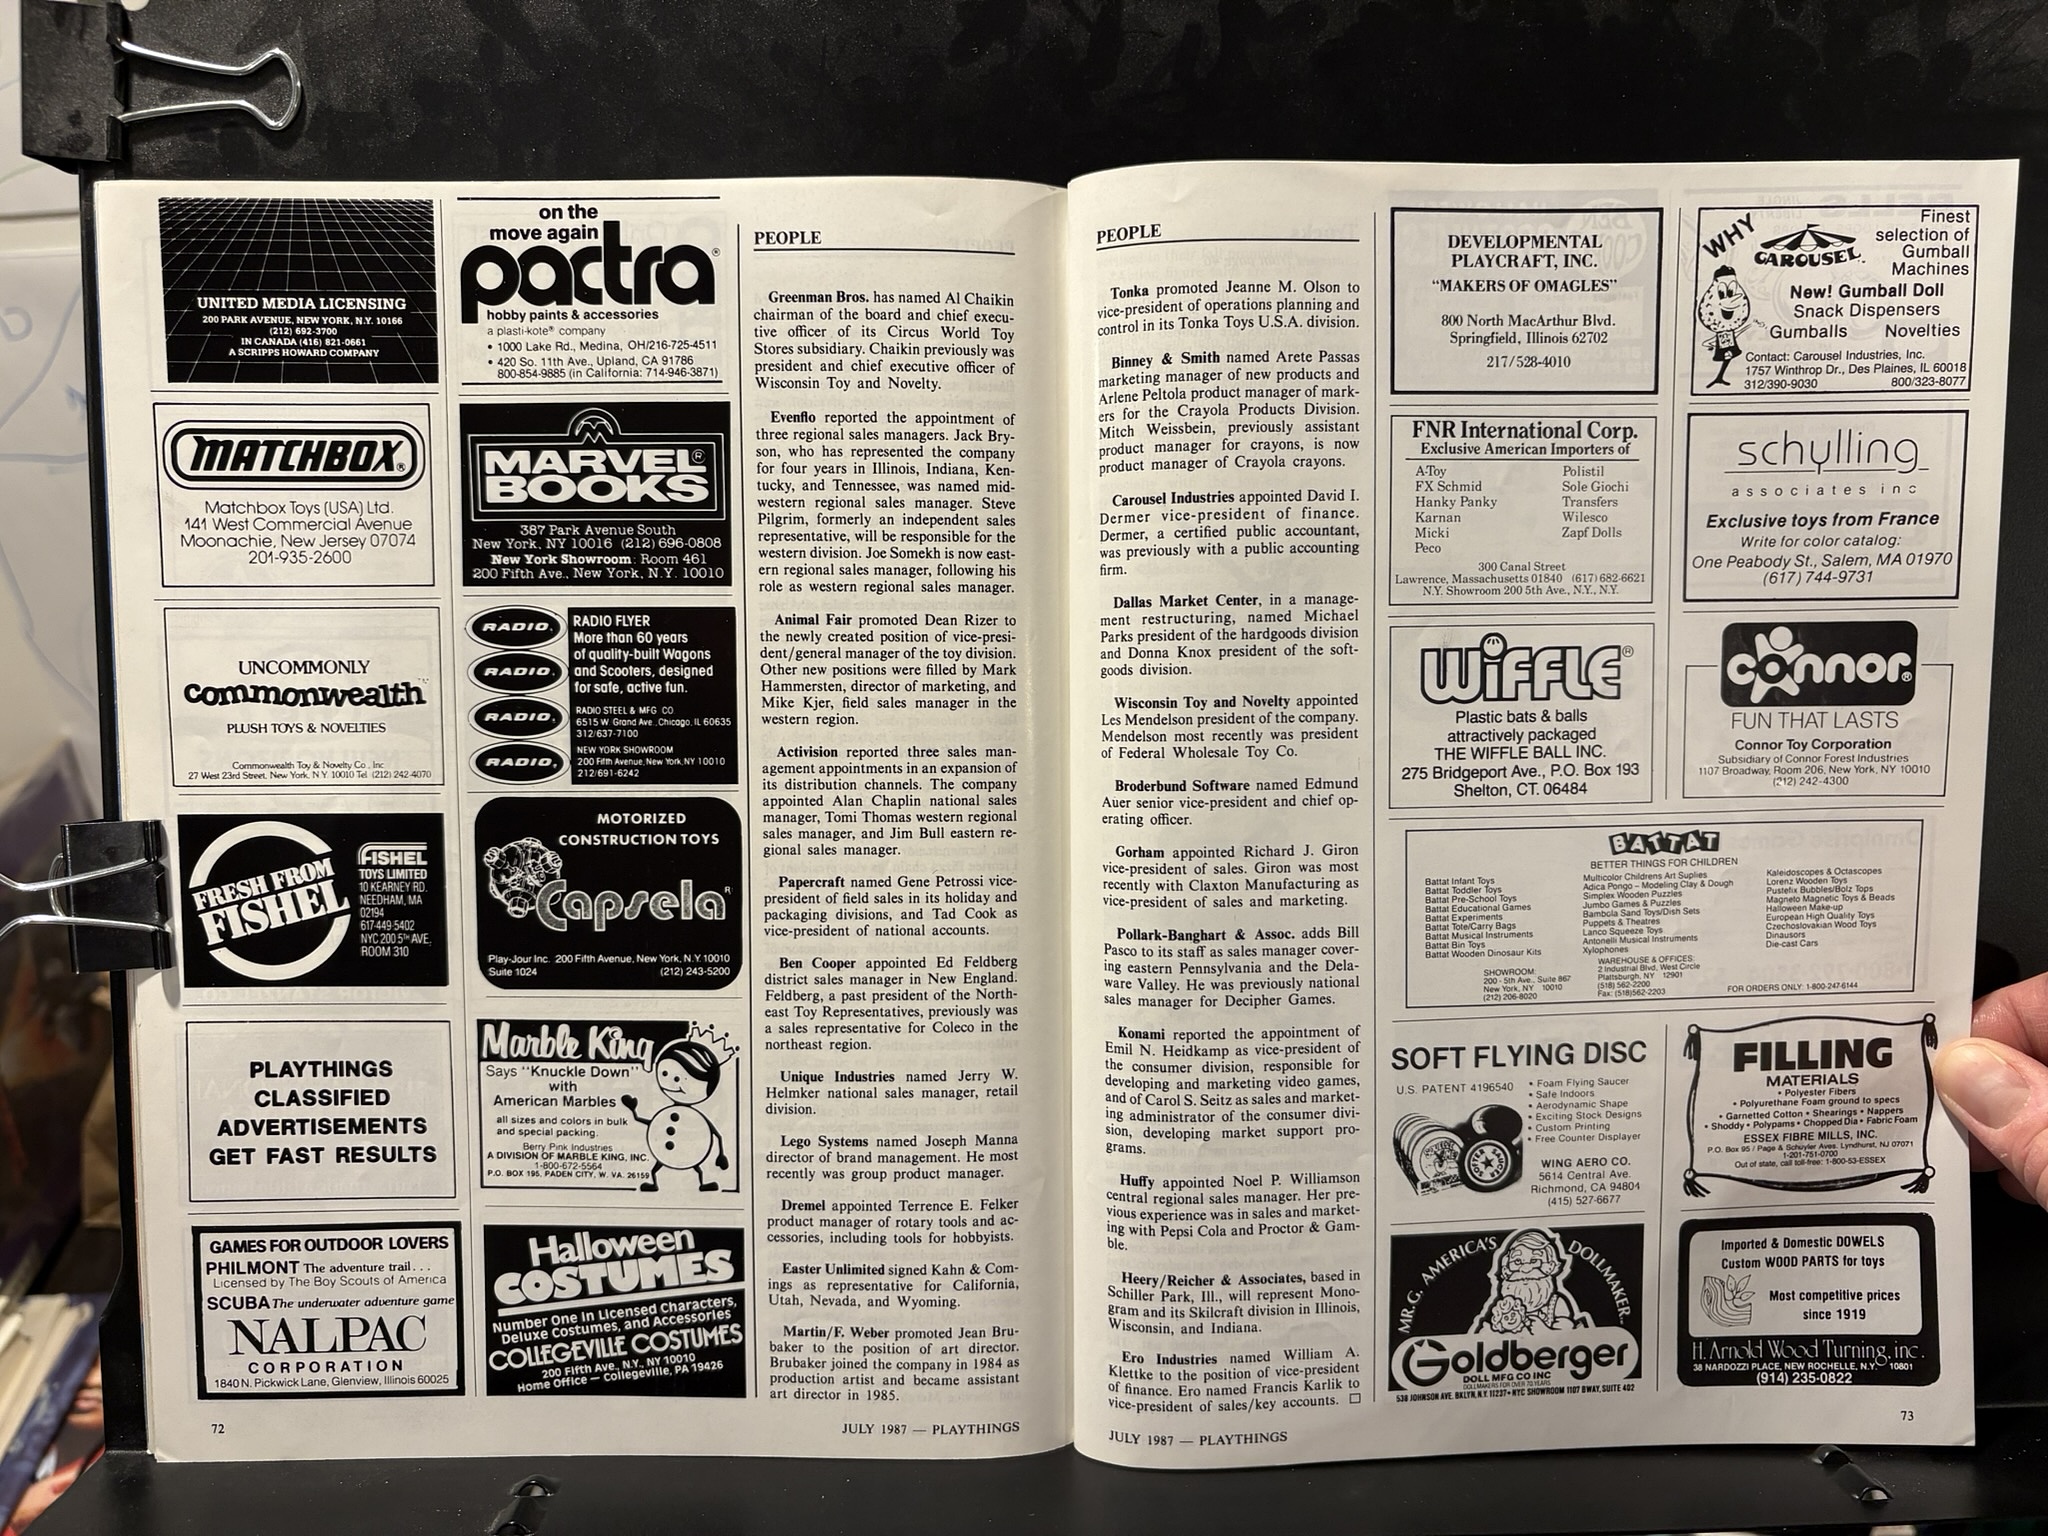 UNITED MEDIA LICENSING
200 PARK AVENUE, NEW YORK, N.Y. 10166
(212) 692-3700
IN CANADA (416) 821-0661
A SCRIPPS HOWARD COMPANY
MATCHBOX®
Matchbox Toys (USA) Ltd.
141 West Commercial Avenue
Moonachie, New Jersey 07074
201-935-2600
UNCOMMONLY
commonwealth™
PLUSH TOYS & NOVELTIES
Commonwealth Toy & Novelty Co., Inc
27 West 23rd Street, New York, N.Y. 10010 Tel (212) 242-4070
FRESH FROM
FISHEL
FISHEL
TOYS LIMITED
10 KEARNEY RD.
NEEDHAM, MA
02194
617-449-5402
NYC 200 5TH AVE.
ROOM 310
PLAYTHINGS
CLASSIFIED
ADVERTISEMENTS
GET FAST RESULTS
GAMES FOR OUTDOOR LOVERS
PHILMONT The adventure trail . . .
Licensed by The Boy Scouts of America
SCUBA The underwater adventure game
NALPAC
CORPORATION
1840 N. Pickwick Lane, Glenview, Illinois 60025
on the
move again
pactra®
hobby paints & accessories
a plasti-kote® company
• 1000 Lake Rd., Medina, OH/216-725-4511
• 420 So. 11th Ave., Upland, CA 91786
800-854-9885 (in California: 714-946-3871)
MARVEL®
BOOKS
387 Park Avenue South
New York, NY 10016 (212) 696-0808
New York Showroom: Room 461
200 Fifth Ave., New York, N.Y. 10010
RADIO
RADIO
RADIO
RADIO
RADIO FLYER
More than 60 years
of quality-built Wagons
and Scooters, designed
for safe, active fun.
RADIO STEEL & MFG CO
6515 W Grand Ave., Chicago, IL 60635
312/637-7100
NEW YORK SHOWROOM
200 Fifth Avenue, New York, NY 10010
212/691-6242
MOTORIZED
CONSTRUCTION TOYS
Capsela®
Play-Jour Inc. 200 Fifth Avenue, New York, N.Y. 10010
Suite 1024 (212) 243-5200
Marble King
Says "Knuckle Down"
with
American Marbles
all sizes and colors in bulk
and special packing.
Berry Pink Industries
A DIVISION OF MARBLE KING, INC.
1-800-672-5564
P.O. BOX 195, PADEN CITY, W. VA. 26159
Halloween
COSTUMES
Number One in Licensed Characters,
Deluxe Costumes, and Accessories
COLLEGEVILLE COSTUMES
200 Fifth Ave., N.Y., NY 10010
Home Office — Collegeville, PA 19426
PEOPLE
Greenman Bros. has named Al Chaikin
chairman of the board and chief execu-
tive officer of its Circus World Toy
Stores subsidiary. Chaikin previously was
president and chief executive officer of
Wisconsin Toy and Novelty.
Evenflo reported the appointment of
three regional sales managers. Jack Bry-
son, who has represented the company
for four years in Illinois, Indiana, Ken-
tucky, and Tennessee, was named mid-
western regional sales manager. Steve
Pilgrim, formerly an independent sales
representative, will be responsible for the
western division. Joe Somekh is now east-
ern regional sales manager, following his
role as western regional sales manager.
Animal Fair promoted Dean Rizer to
the newly created position of vice-presi-
dent/general manager of the toy division.
Other new positions were filled by Mark
Hammersten, director of marketing, and
Mike Kjer, field sales manager in the
western region.
Activision reported three sales man-
agement appointments in an expansion of
its distribution channels. The company
appointed Alan Chaplin national sales
manager, Tomi Thomas western regional
sales manager, and Jim Bull eastern re-
gional sales manager.
Papercraft named Gene Petrossi vice-
president of field sales in its holiday and
packaging divisions, and Tad Cook as
vice-president of national accounts.
Ben Cooper appointed Ed Feldberg
district sales manager in New England.
Feldberg, a past president of the North-
east Toy Representatives, previously was
a sales representative for Coleco in the
northeast region.
Unique Industries named Jerry W.
Helmker national sales manager, retail
division.
Lego Systems named Joseph Manna
director of brand management. He most
recently was group product manager.
Dremel appointed Terrence E. Felker
product manager of rotary tools and ac-
cessories, including tools for hobbyists.
Easter Unlimited signed Kahn & Com-
ings as representative for California,
Utah, Nevada, and Wyoming.
Martin/F. Weber promoted Jean Bru-
baker to the position of art director.
Brubaker joined the company in 1984 as
production artist and became assistant
art director in 1985.
72
JULY 1987 — PLAYTHINGS
PEOPLE
Tonka promoted Jeanne M. Olson to
vice-president of operations planning and
control in its Tonka Toys U.S.A. division.
Binney & Smith named Arete Passas
marketing manager of new products and
Arlene Peltola product manager of mark-
ers for the Crayola Products Division.
Mitch Weissbein, previously assistant
product manager for crayons, is now
product manager of Crayola crayons.
Carousel Industries appointed David I.
Dermer vice-president of finance.
Dermer, a certified public accountant,
was previously with a public accounting
firm.
Dallas Market Center, in a manage-
ment restructuring, named Michael
Parks president of the hardgoods division
and Donna Knox president of the soft-
goods division.
Wisconsin Toy and Novelty appointed
Les Mendelson president of the company.
Mendelson most recently was president
of Federal Wholesale Toy Co.
Broderbund Software named Edmund
Auer senior vice-president and chief op-
erating officer.
Gorham appointed Richard J. Giron
vice-president of sales. Giron was most
recently with Claxton Manufacturing as
vice-president of sales and marketing.
Pollark-Banghart & Assoc. adds Bill
Pasco to its staff as sales manager cover-
ing eastern Pennsylvania and the Dela-
ware Valley. He was previously national
sales manager for Decipher Games.
Konami reported the appointment of
Emil N. Heidkamp as vice-president of
the consumer division, responsible for
developing and marketing video games,
and of Carol S. Seitz as sales and market-
ing administrator of the consumer divi-
sion, developing market support pro-
grams.
Huffy appointed Noel P. Williamson
central regional sales manager. Her pre-
vious experience was in sales and market-
ing with Pepsi Cola and Proctor & Gam-
ble.
Heery/Reicher & Associates, based in
Schiller Park, Ill., will represent Mono-
gram and its Skilcraft division in Illinois,
Wisconsin, and Indiana.
Ero Industries named William A.
Klettke to the position of vice-president
of finance. Ero named Francis Karlik to
vice-president of sales/key accounts. □
DEVELOPMENTAL
PLAYCRAFT, INC.
"MAKERS OF OMAGLES"
800 North MacArthur Blvd.
Springfield, Illinois 62702
217/528-4010
FNR International Corp.
Exclusive American Importers of
A-Toy
FX Schmid
Hanky Panky
Karnan
Micki
Peco
Polistil
Sole Giochi
Transfers
Wilesco
Zapf Dolls
300 Canal Street
Lawrence, Massachusetts 01840 (617) 682-6621
N.Y. Showroom 200 5th Ave., N.Y., N.Y.
WIFFLE®
Plastic bats & balls
attractively packaged
THE WIFFLE BALL INC.
275 Bridgeport Ave., P.O. Box 193
Shelton, CT. 06484
WHY
CAROUSEL
Finest
selection of
Gumball
Machines
New! Gumball Doll
Snack Dispensers
Gumballs Novelties
Contact: Carousel Industries, Inc.
1757 Winthrop Dr., Des Plaines, IL 60018
312/390-9030 800/323-8077
schylling
associates inc
Exclusive toys from France
Write for color catalog:
One Peabody St., Salem, MA 01970
(617) 744-9731
connor®
FUN THAT LASTS
Connor Toy Corporation
Subsidiary of Connor Forest Industries
1107 Broadway, Room 206, New York, NY 10010
(212) 242-4300
BATTAT
BETTER THINGS FOR CHILDREN
Battat Infant Toys
Battat Toddler Toys
Battat Pre-School Toys
Battat Educational Games
Battat Experiments
Battat Tote/Carry Bags
Battat Musical Instruments
Battat Bin Toys
Battat Wooden Dinosaur Kits
SHOWROOM:
200 - 5th Ave., Suite 867
New York, NY 10010
(212) 206-8020
Multicolor Childrens Art Suplies
Adica Pongo – Modeling Clay & Dough
Simplex Wooden Puzzles
Jumbo Games & Puzzles
Bambola Sand Toys/Dish Sets
Puppets & Theatres
Lanco Squeeze Toys
Antonelli Musical Instruments
Xylophones
WAREHOUSE & OFFICES:
2 Industrial Blvd, West Circle
Plattsburgh, NY 12901
(518) 562-2200
Fax: (518)562-2203
Kaleidoscopes & Octascopes
Lorenz Wooden Toys
Pustefix Bubbles/Bolz Tops
Magneto Magnetic Toys & Beads
Halloween Make-up
European High Quality Toys
Czechoslovakian Wood Toys
Dinausors
Die-cast Cars
FOR ORDERS ONLY: 1-800-247-6144
SOFT FLYING DISC
U.S. PATENT 4196540
• Foam Flying Saucer
• Safe Indoors
• Aerodynamic Shape
• Exciting Stock Designs
• Custom Printing
• Free Counter Displayer
WING AERO CO.
5614 Central Ave.
Richmond, CA 94804
(415) 527-6677
FILLING
MATERIALS
• Polyester Fibers
• Polyurethane Foam ground to specs
• Garnetted Cotton • Shearings • Nappers
• Shoddy • Polypams • Chopped Dia • Fabric Foam
ESSEX FIBRE MILLS, INC.
P.O. Box 95 / Page & Schuyler Aves. Lyndhurst, NJ 07071
1-201-751-0700
Out of state, call toll-free: 1-800-53-ESSEX
MR. G. AMERICA'S DOLLMAKER
Goldberger
DOLL MFG CO INC
DOLLMAKERS FOR OVER 70 YEARS
538 JOHNSON AVE. BKLYN, N.Y. 11237 • NYC SHOWROOM 1107 BWAY, SUITE 402
Imported & Domestic DOWELS
Custom WOOD PARTS for toys
Most competitive prices
since 1919
H. Arnold Wood Turning, inc.
38 NARDOZZI PLACE, NEW ROCHELLE, N.Y. 10801
(914) 235-0822
JULY 1987 — PLAYTHINGS
73